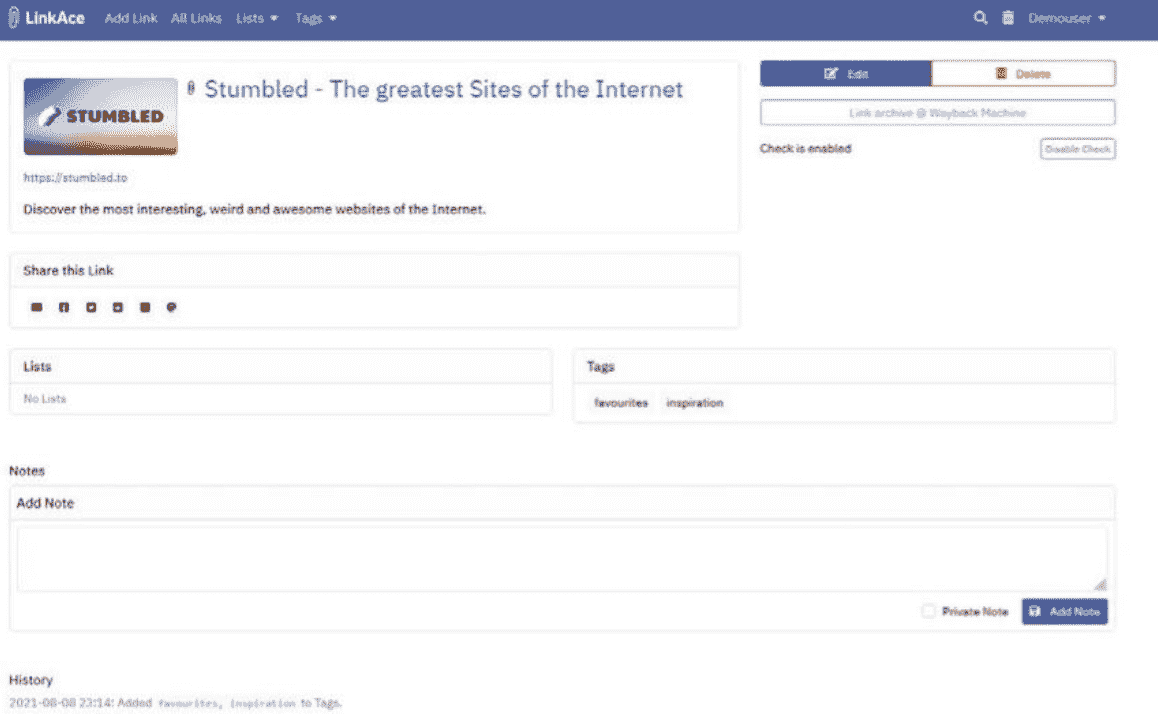 LinkAce Add Link All Links Lists Tags Demouser
STUMBLED
Stumbled - The greatest Sites of the Internet
https://stumbled.to
Discover the most interesting, weird and awesome websites of the Internet.
Edit Delete
Link archive @ Wayback Machine
Check is enabled Disable Check
Share this Link
Lists
No Lists
Tags
favourites inspiration
Notes
Add Note
Private Note Add Note
History
2021-08-08 23:14: Added favourites, inspiration to Tags.